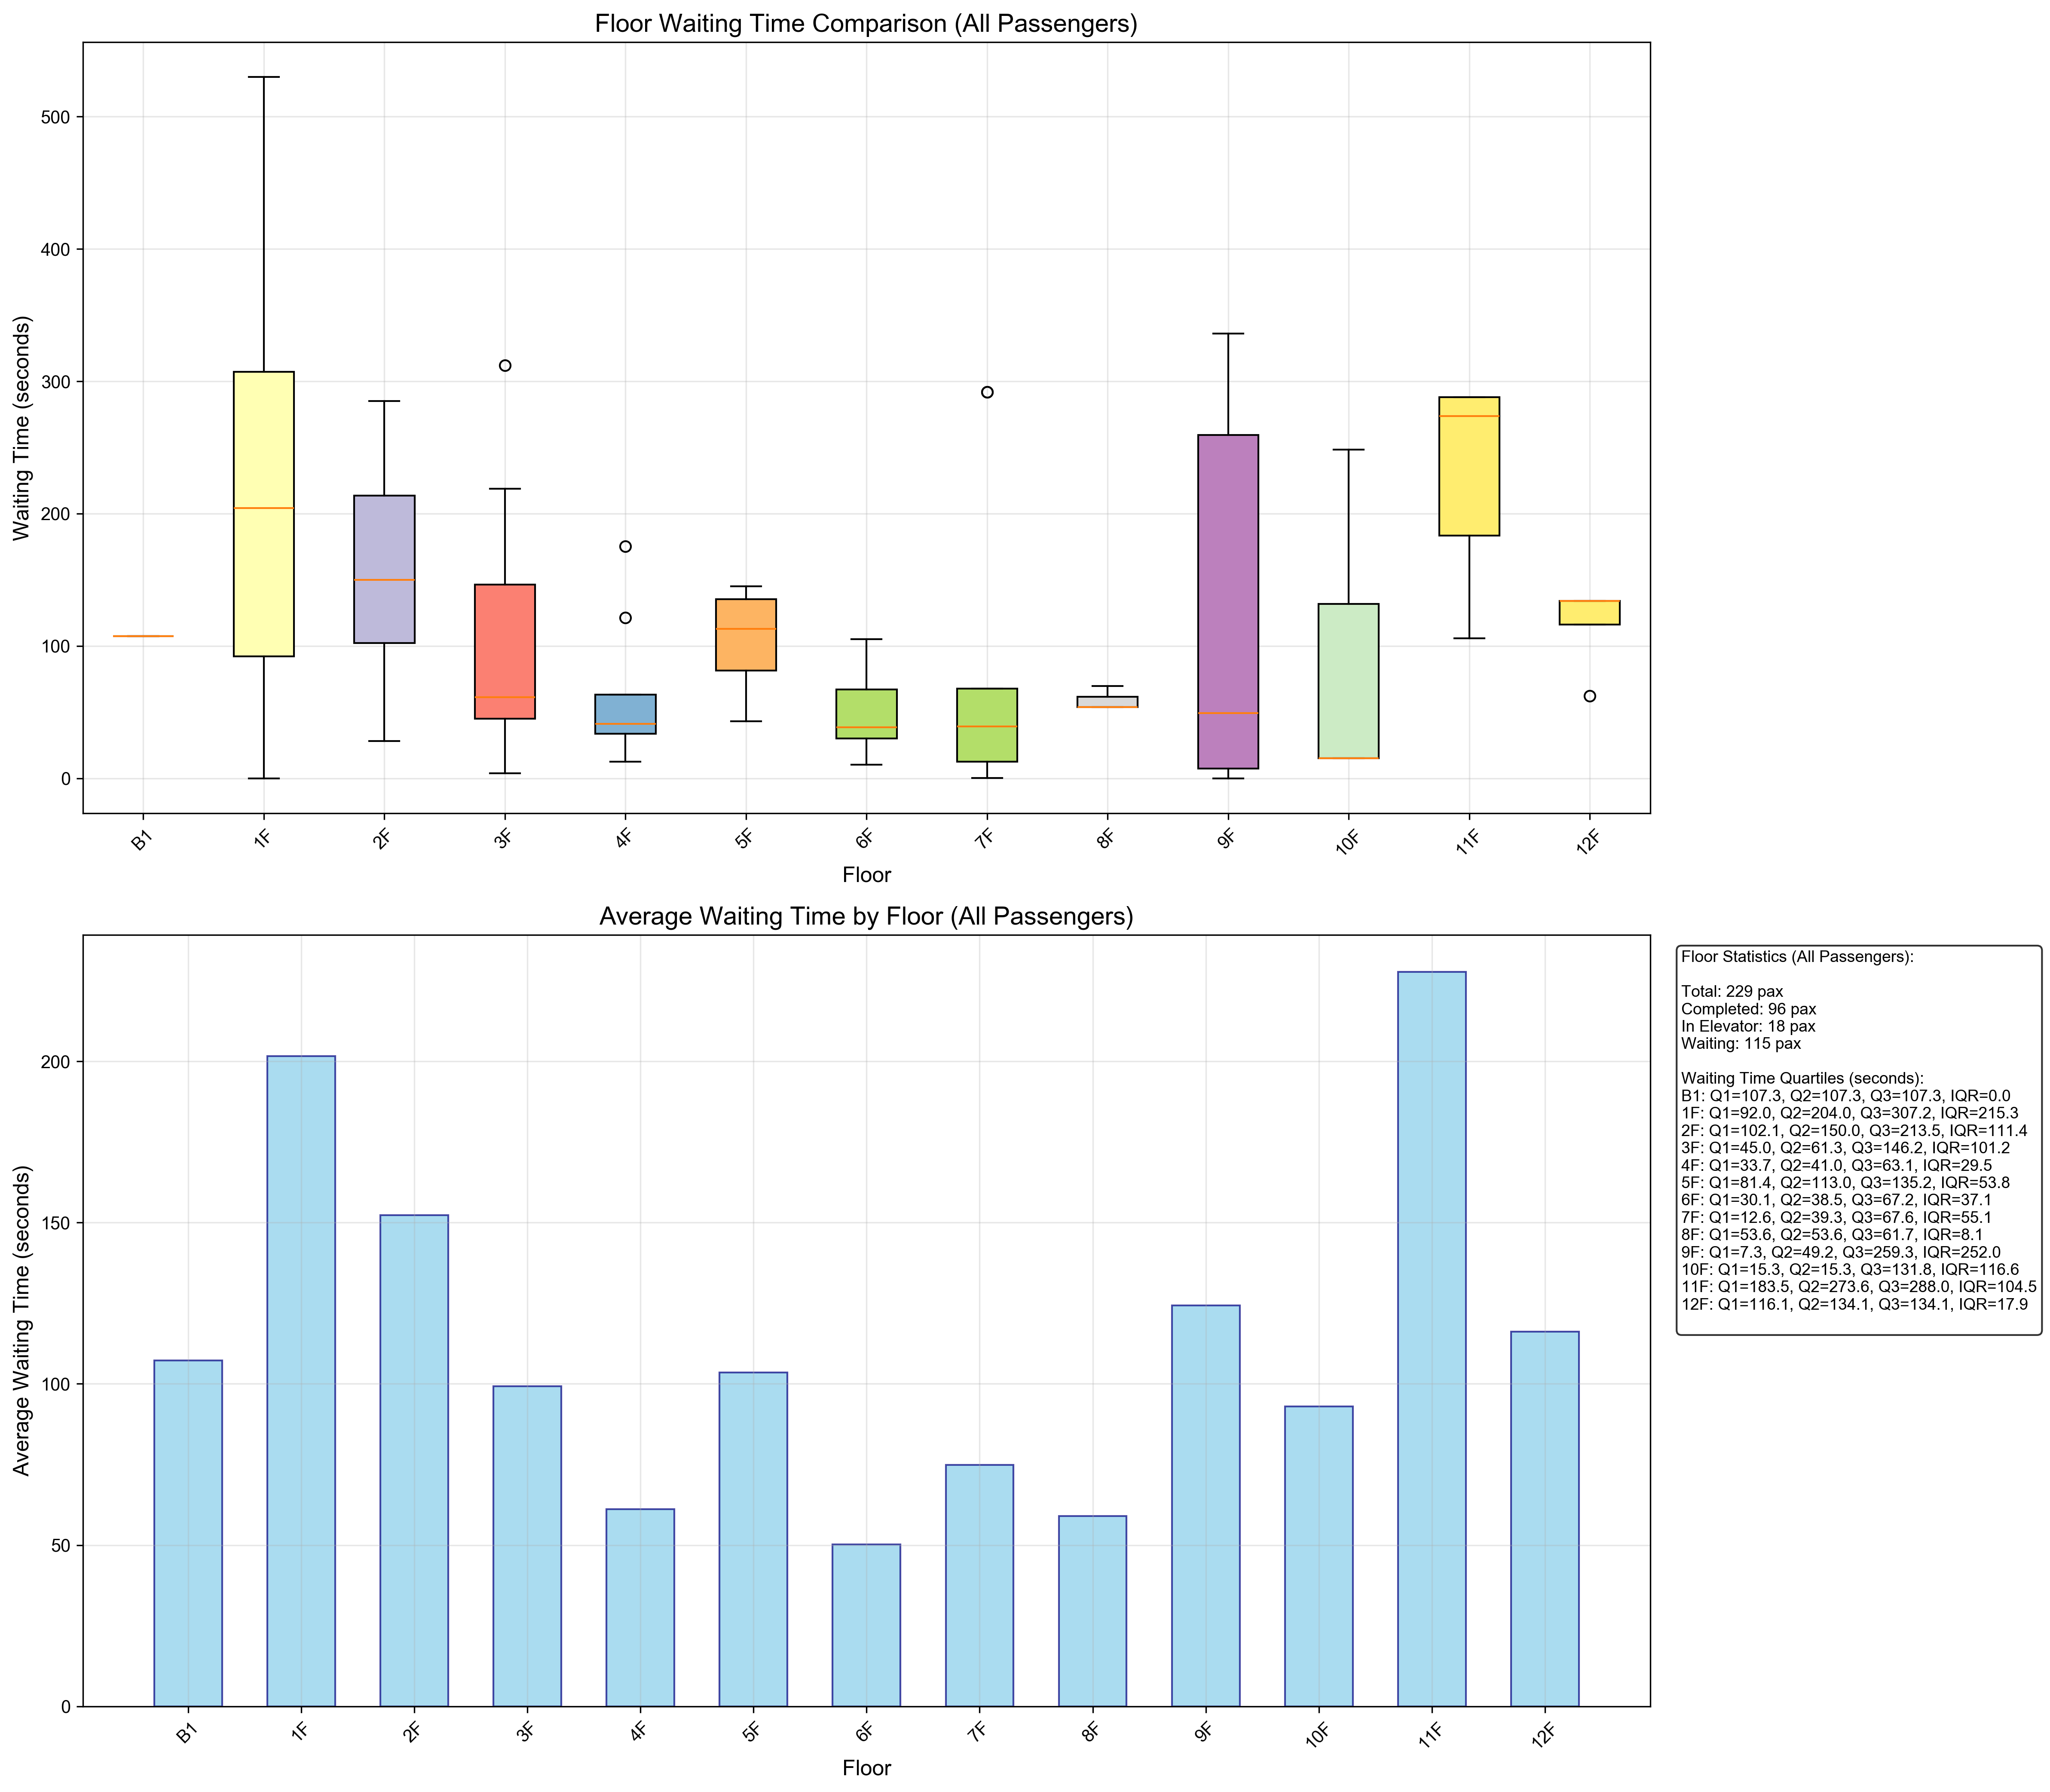 Floor Waiting Time Comparison (All Passengers)
Waiting Time (seconds)
500
400
300
200
100
0
B1
1F
2F
3F
4F
5F
6F
7F
8F
9F
10F
11F
12F
Floor
Average Waiting Time by Floor (All Passengers)
Average Waiting Time (seconds)
200
150
100
50
0
B1
1F
2F
3F
4F
5F
6F
7F
8F
9F
10F
11F
12F
Floor
Floor Statistics (All Passengers):
Total: 229 pax
Completed: 96 pax
In Elevator: 18 pax
Waiting: 115 pax
Waiting Time Quartiles (seconds):
B1: Q1=107.3, Q2=107.3, Q3=107.3, IQR=0.0
1F: Q1=92.0, Q2=204.0, Q3=307.2, IQR=215.3
2F: Q1=102.1, Q2=150.0, Q3=213.5, IQR=111.4
3F: Q1=45.0, Q2=61.3, Q3=146.2, IQR=101.2
4F: Q1=33.7, Q2=41.0, Q3=63.1, IQR=29.5
5F: Q1=81.4, Q2=113.0, Q3=135.2, IQR=53.8
6F: Q1=30.1, Q2=38.5, Q3=67.2, IQR=37.1
7F: Q1=12.6, Q2=39.3, Q3=67.6, IQR=55.1
8F: Q1=53.6, Q2=53.6, Q3=61.7, IQR=8.1
9F: Q1=7.3, Q2=49.2, Q3=259.3, IQR=252.0
10F: Q1=15.3, Q2=15.3, Q3=131.8, IQR=116.6
11F: Q1=183.5, Q2=273.6, Q3=288.0, IQR=104.5
12F: Q1=116.1, Q2=134.1, Q3=134.1, IQR=17.9